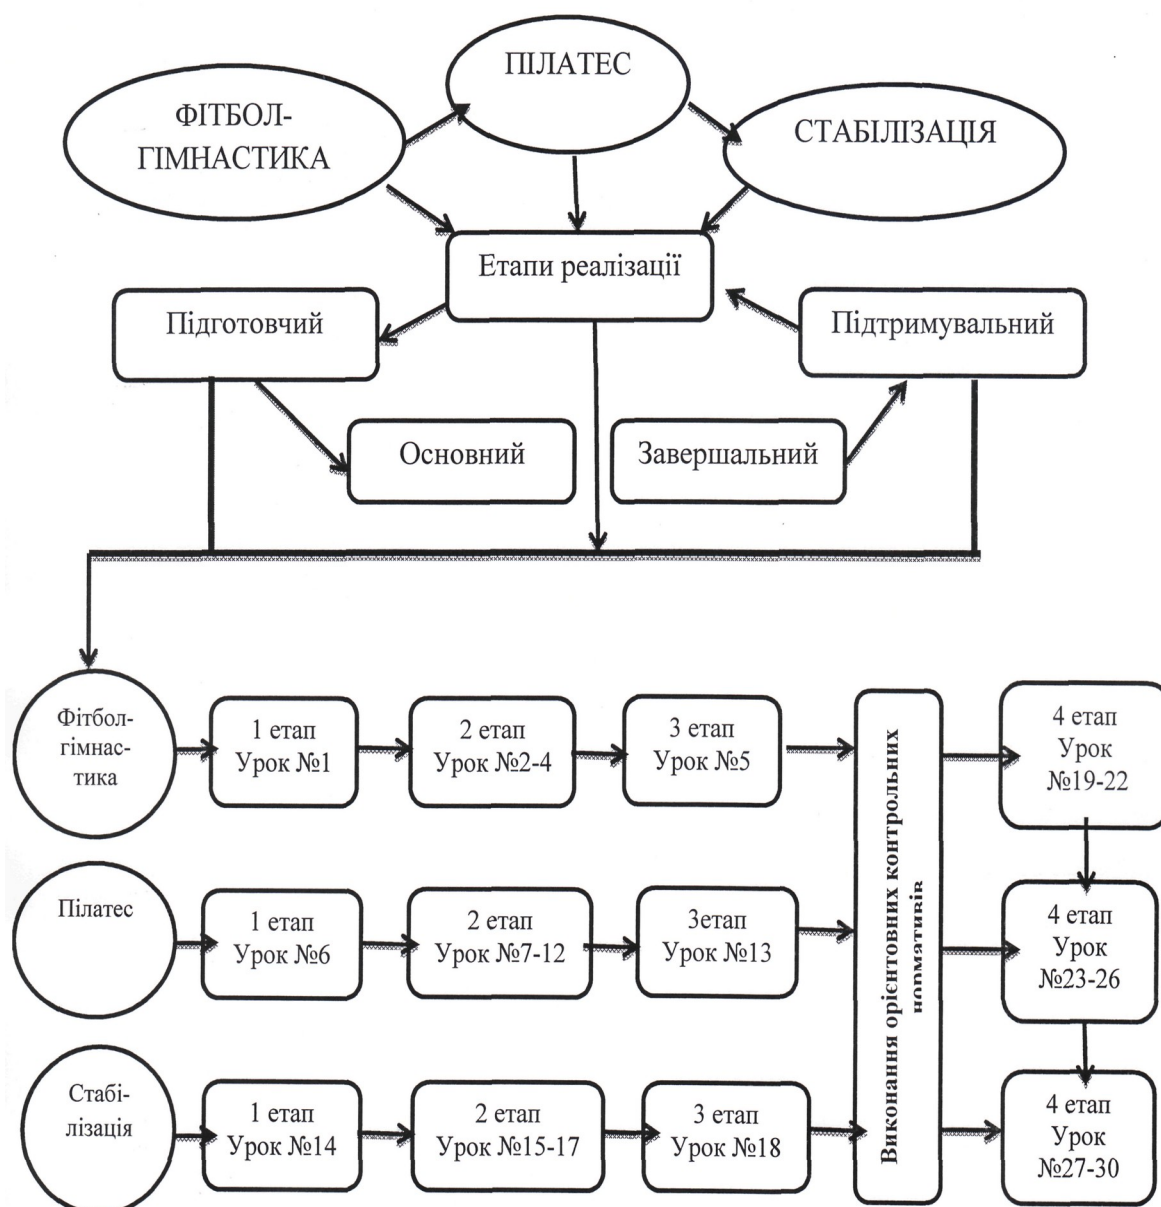 ПІЛАТЕС
ФІТБОЛ-
ГІМНАСТИКА
СТАБІЛІЗАЦІЯ
Етапи реалізації
Підготовчий
Підтримувальний
Основний
Завершальний
Фітбол-
гімнас-
тика
1 етап
Урок №1
2 етап
Урок №2-4
3 етап
Урок №5
Виконання орієнтовних контрольних
нормативів
4 етап
Урок
№19-22
Пілатес
1 етап
Урок №6
2 етап
Урок №7-12
3етап
Урок №13
4 етап
Урок
№23-26
Стабі-
лізація
1 етап
Урок №14
2 етап
Урок №15-17
3 етап
Урок №18
4 етап
Урок
№27-30